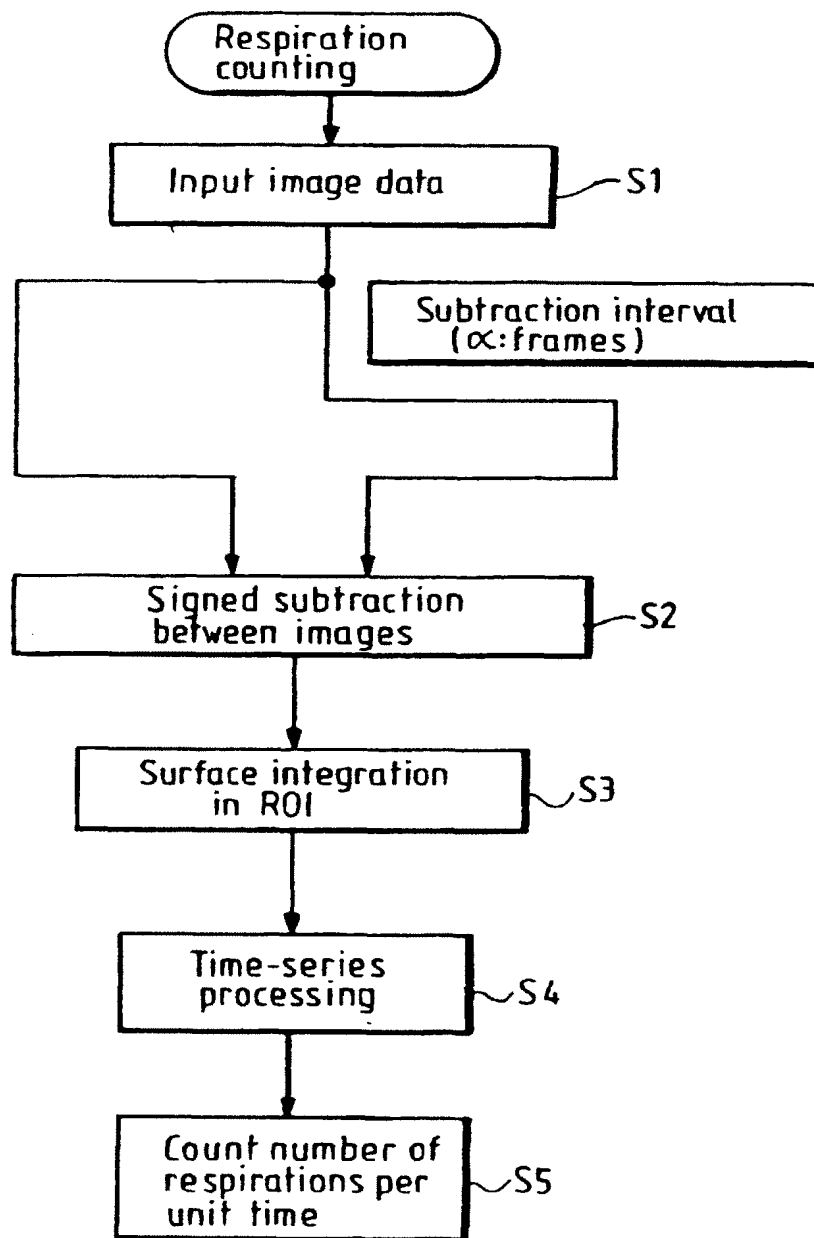 Respiration
counting
Input image data
S1
Subtraction interval
(α:frames)
Signed subtraction
between images
S2
Surface integration
in ROI
S3
Time-series
processing
S4
Count number of
respirations per
unit time
S5